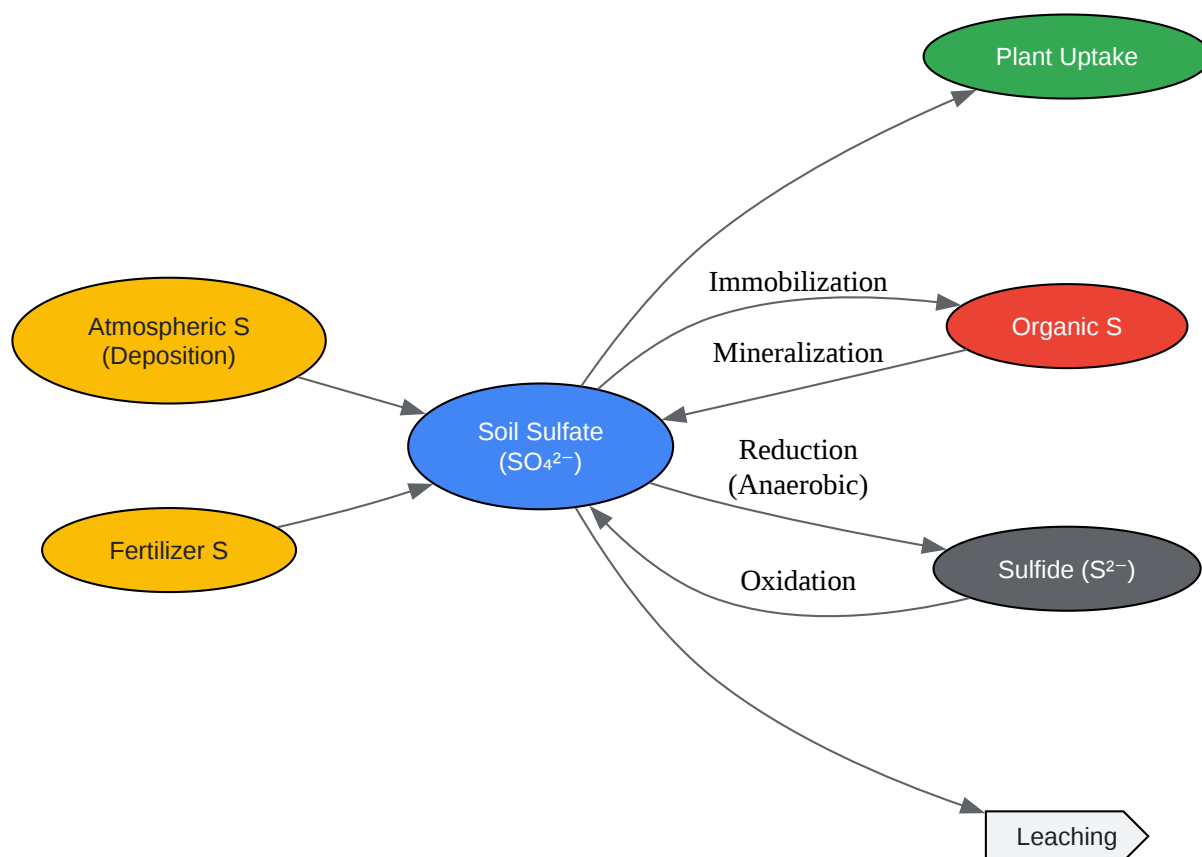 Plant Uptake
Immobilization
Atmospheric S
(Deposition)
Organic S
Mineralization
Soil Sulfate
(SO₄²⁻)
Reduction
(Anaerobic)
Fertilizer S
Sulfide (S²⁻)
Oxidation
Leaching